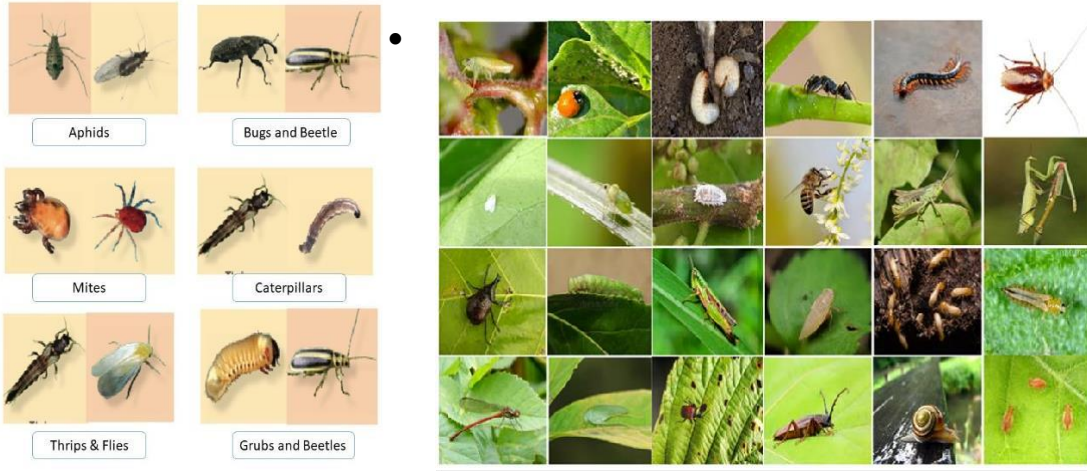 Aphids
Bugs and Beetle
Mites
Caterpillars
Thrips & Flies
Grubs and Beetles